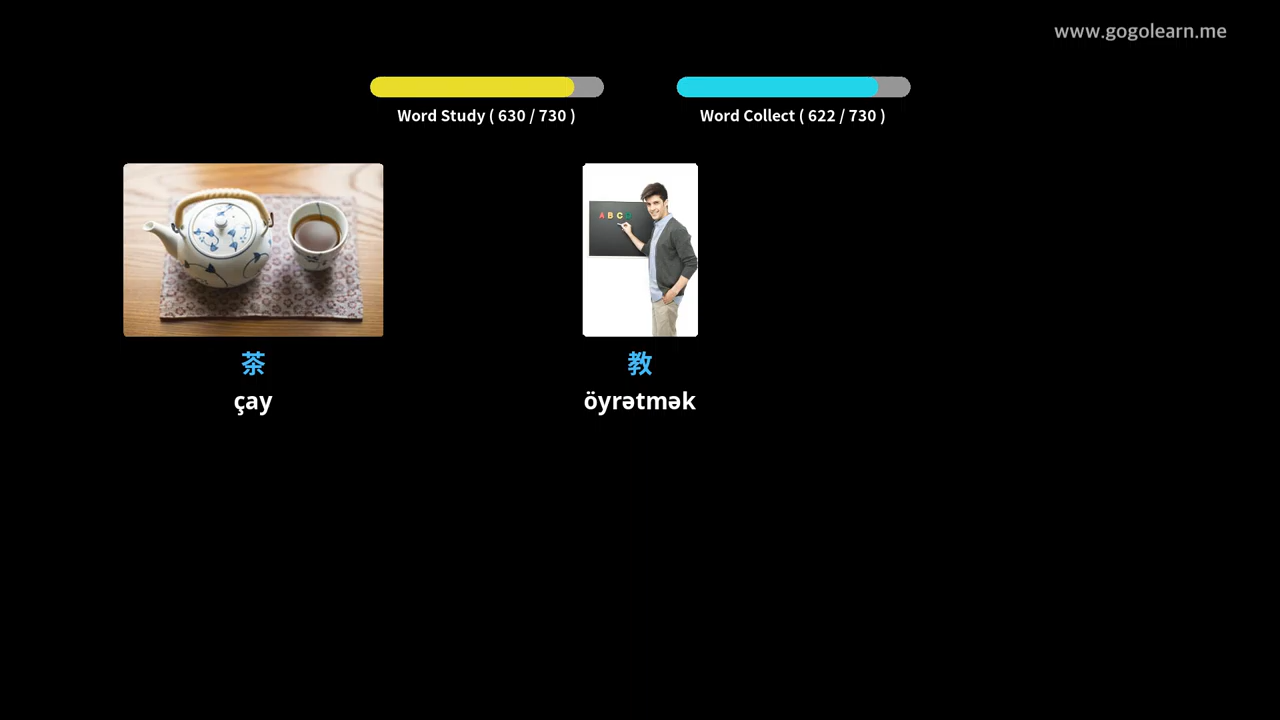 www.gogolearn.me
Word Study ( 630 / 730 )
Word Collect ( 622 / 730 )
A B C
茶
çay
教
öyrətmək